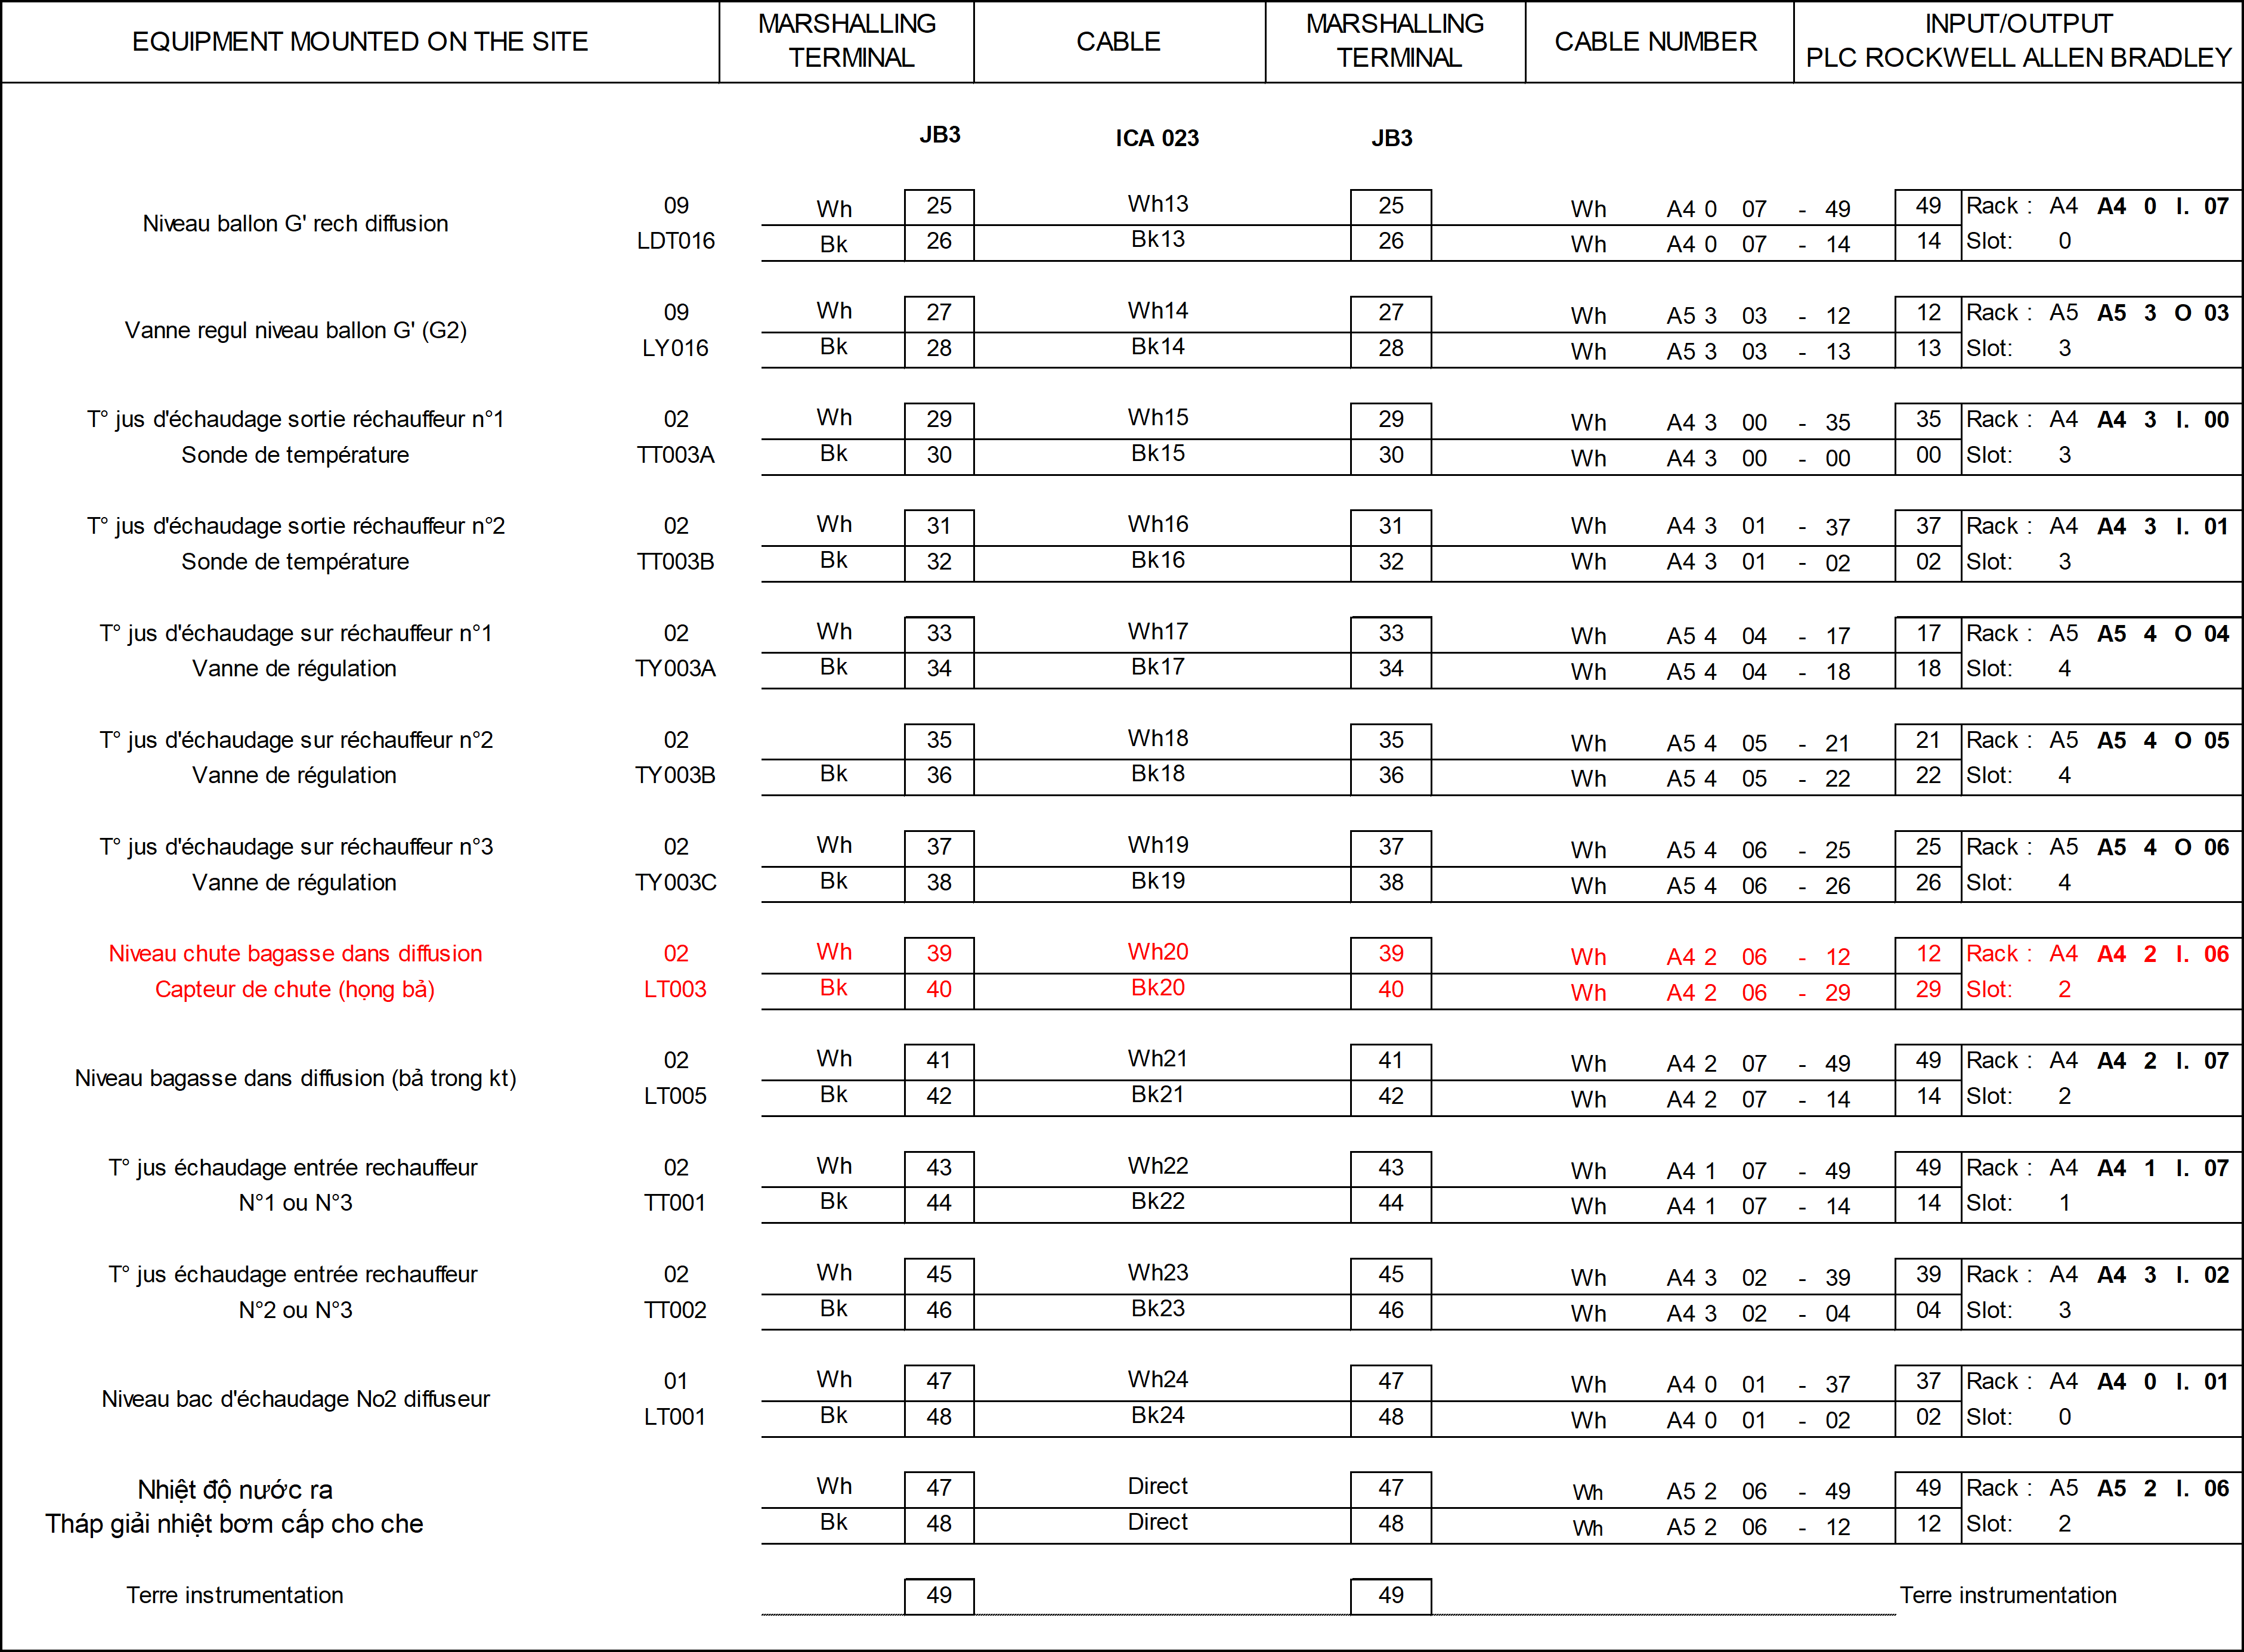 EQUIPMENT MOUNTED ON THE SITE MARSHALLING TERMINAL CABLE MARSHALLING TERMINAL CABLE NUMBER INPUT/OUTPUT PLC ROCKWELL ALLEN BRADLEY
JB3 ICA 023 JB3
Niveau ballon G' rech diffusion
09 Wh 25 Wh13 25 Wh A4 0 07 - 49 49 Rack : A4 A4 0 I. 07
LDT016 Bk 26 Bk13 26 Wh A4 0 07 - 14 14 Slot: 0
Vanne regul niveau ballon G' (G2)
09 Wh 27 Wh14 27 Wh A5 3 03 - 12 12 Rack : A5 A5 3 O 03
LY016 Bk 28 Bk14 28 Wh A5 3 03 - 13 13 Slot: 3
T° jus d'échaudage sortie réchauffeur n°1 02 Wh 29 Wh15 29 Wh A4 3 00 - 35 35 Rack : A4 A4 3 I. 00
Sonde de température TT003A Bk 30 Bk15 30 Wh A4 3 00 - 00 00 Slot: 3
T° jus d'échaudage sortie réchauffeur n°2 02 Wh 31 Wh16 31 Wh A4 3 01 - 37 37 Rack : A4 A4 3 I. 01
Sonde de température TT003B Bk 32 Bk16 32 Wh A4 3 01 - 02 02 Slot: 3
T° jus d'échaudage sur réchauffeur n°1 02 Wh 33 Wh17 33 Wh A5 4 04 - 17 17 Rack : A5 A5 4 O 04
Vanne de régulation TY003A Bk 34 Bk17 34 Wh A5 4 04 - 18 18 Slot: 4
T° jus d'échaudage sur réchauffeur n°2 02 35 Wh18 35 Wh A5 4 05 - 21 21 Rack : A5 A5 4 O 05
Vanne de régulation TY003B Bk 36 Bk18 36 Wh A5 4 05 - 22 22 Slot: 4
T° jus d'échaudage sur réchauffeur n°3 02 Wh 37 Wh19 37 Wh A5 4 06 - 25 25 Rack : A5 A5 4 O 06
Vanne de régulation TY003C Bk 38 Bk19 38 Wh A5 4 06 - 26 26 Slot: 4
Niveau chute bagasse dans diffusion 02 Wh 39 Wh20 39 Wh A4 2 06 - 12 12 Rack : A4 A4 2 I. 06
Capteur de chute (họng bả) LT003 Bk 40 Bk20 40 Wh A4 2 06 - 29 29 Slot: 2
Niveau bagasse dans diffusion (bả trong kt)
02 Wh 41 Wh21 41 Wh A4 2 07 - 49 49 Rack : A4 A4 2 I. 07
LT005 Bk 42 Bk21 42 Wh A4 2 07 - 14 14 Slot: 2
T° jus échaudage entrée rechauffeur 02 Wh 43 Wh22 43 Wh A4 1 07 - 49 49 Rack : A4 A4 1 I. 07
N°1 ou N°3 TT001 Bk 44 Bk22 44 Wh A4 1 07 - 14 14 Slot: 1
T° jus échaudage entrée rechauffeur 02 Wh 45 Wh23 45 Wh A4 3 02 - 39 39 Rack : A4 A4 3 I. 02
N°2 ou N°3 TT002 Bk 46 Bk23 46 Wh A4 3 02 - 04 04 Slot: 3
Niveau bac d'échaudage No2 diffuseur
01 Wh 47 Wh24 47 Wh A4 0 01 - 37 37 Rack : A4 A4 0 I. 01
LT001 Bk 48 Bk24 48 Wh A4 0 01 - 02 02 Slot: 0
Nhiệt độ nước ra Wh 47 Direct 47 Wh A5 2 06 - 49 49 Rack : A5 A5 2 I. 06
Tháp giải nhiệt bơm cấp cho che Bk 48 Direct 48 Wh A5 2 06 - 12 12 Slot: 2
Terre instrumentation 49 49 Terre instrumentation